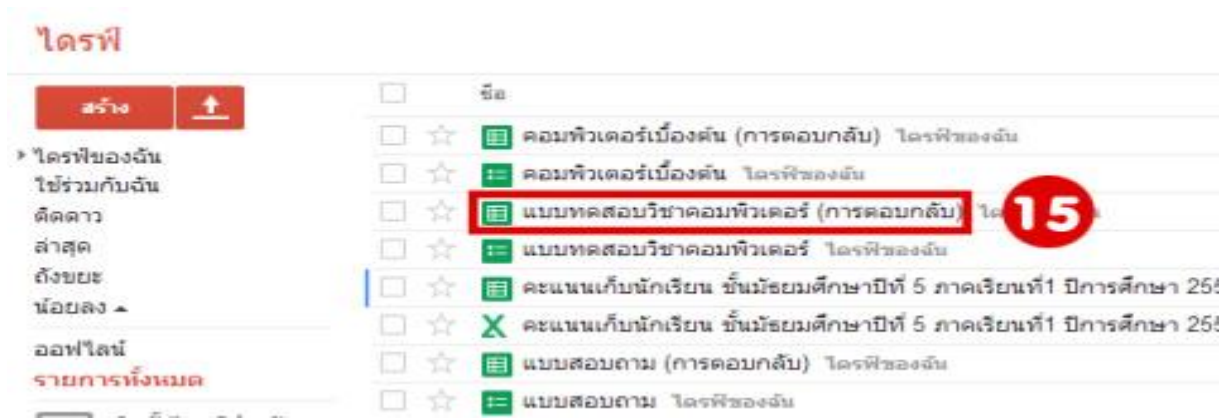 ไดรฟ์
สร้าง
ไดรฟ์ของฉัน
ใช้ร่วมกับฉัน
ติดดาว
ล่าสุด
ถังขยะ
น้อยลง
ออฟไลน์
รายการทั้งหมด
ชื่อ
คอมพิวเตอร์เบื้องต้น (การตอบกลับ) ไดรฟ์ของฉัน
คอมพิวเตอร์เบื้องต้น ไดรฟ์ของฉัน
แบบทดสอบวิชาคอมพิวเตอร์ (การตอบกลับ) 15
แบบทดสอบวิชาคอมพิวเตอร์ ไดรฟ์ของฉัน
คะแนนเก็บนักเรียน ชั้นมัธยมศึกษาปีที่ 5 ภาคเรียนที่1 ปีการศึกษา 255
คะแนนเก็บนักเรียน ชั้นมัธยมศึกษาปีที่ 5 ภาคเรียนที่1 ปีการศึกษา 255
แบบสอบถาม (การตอบกลับ) ไดรฟ์ของฉัน
แบบสอบถาม ไดรฟ์ของฉัน